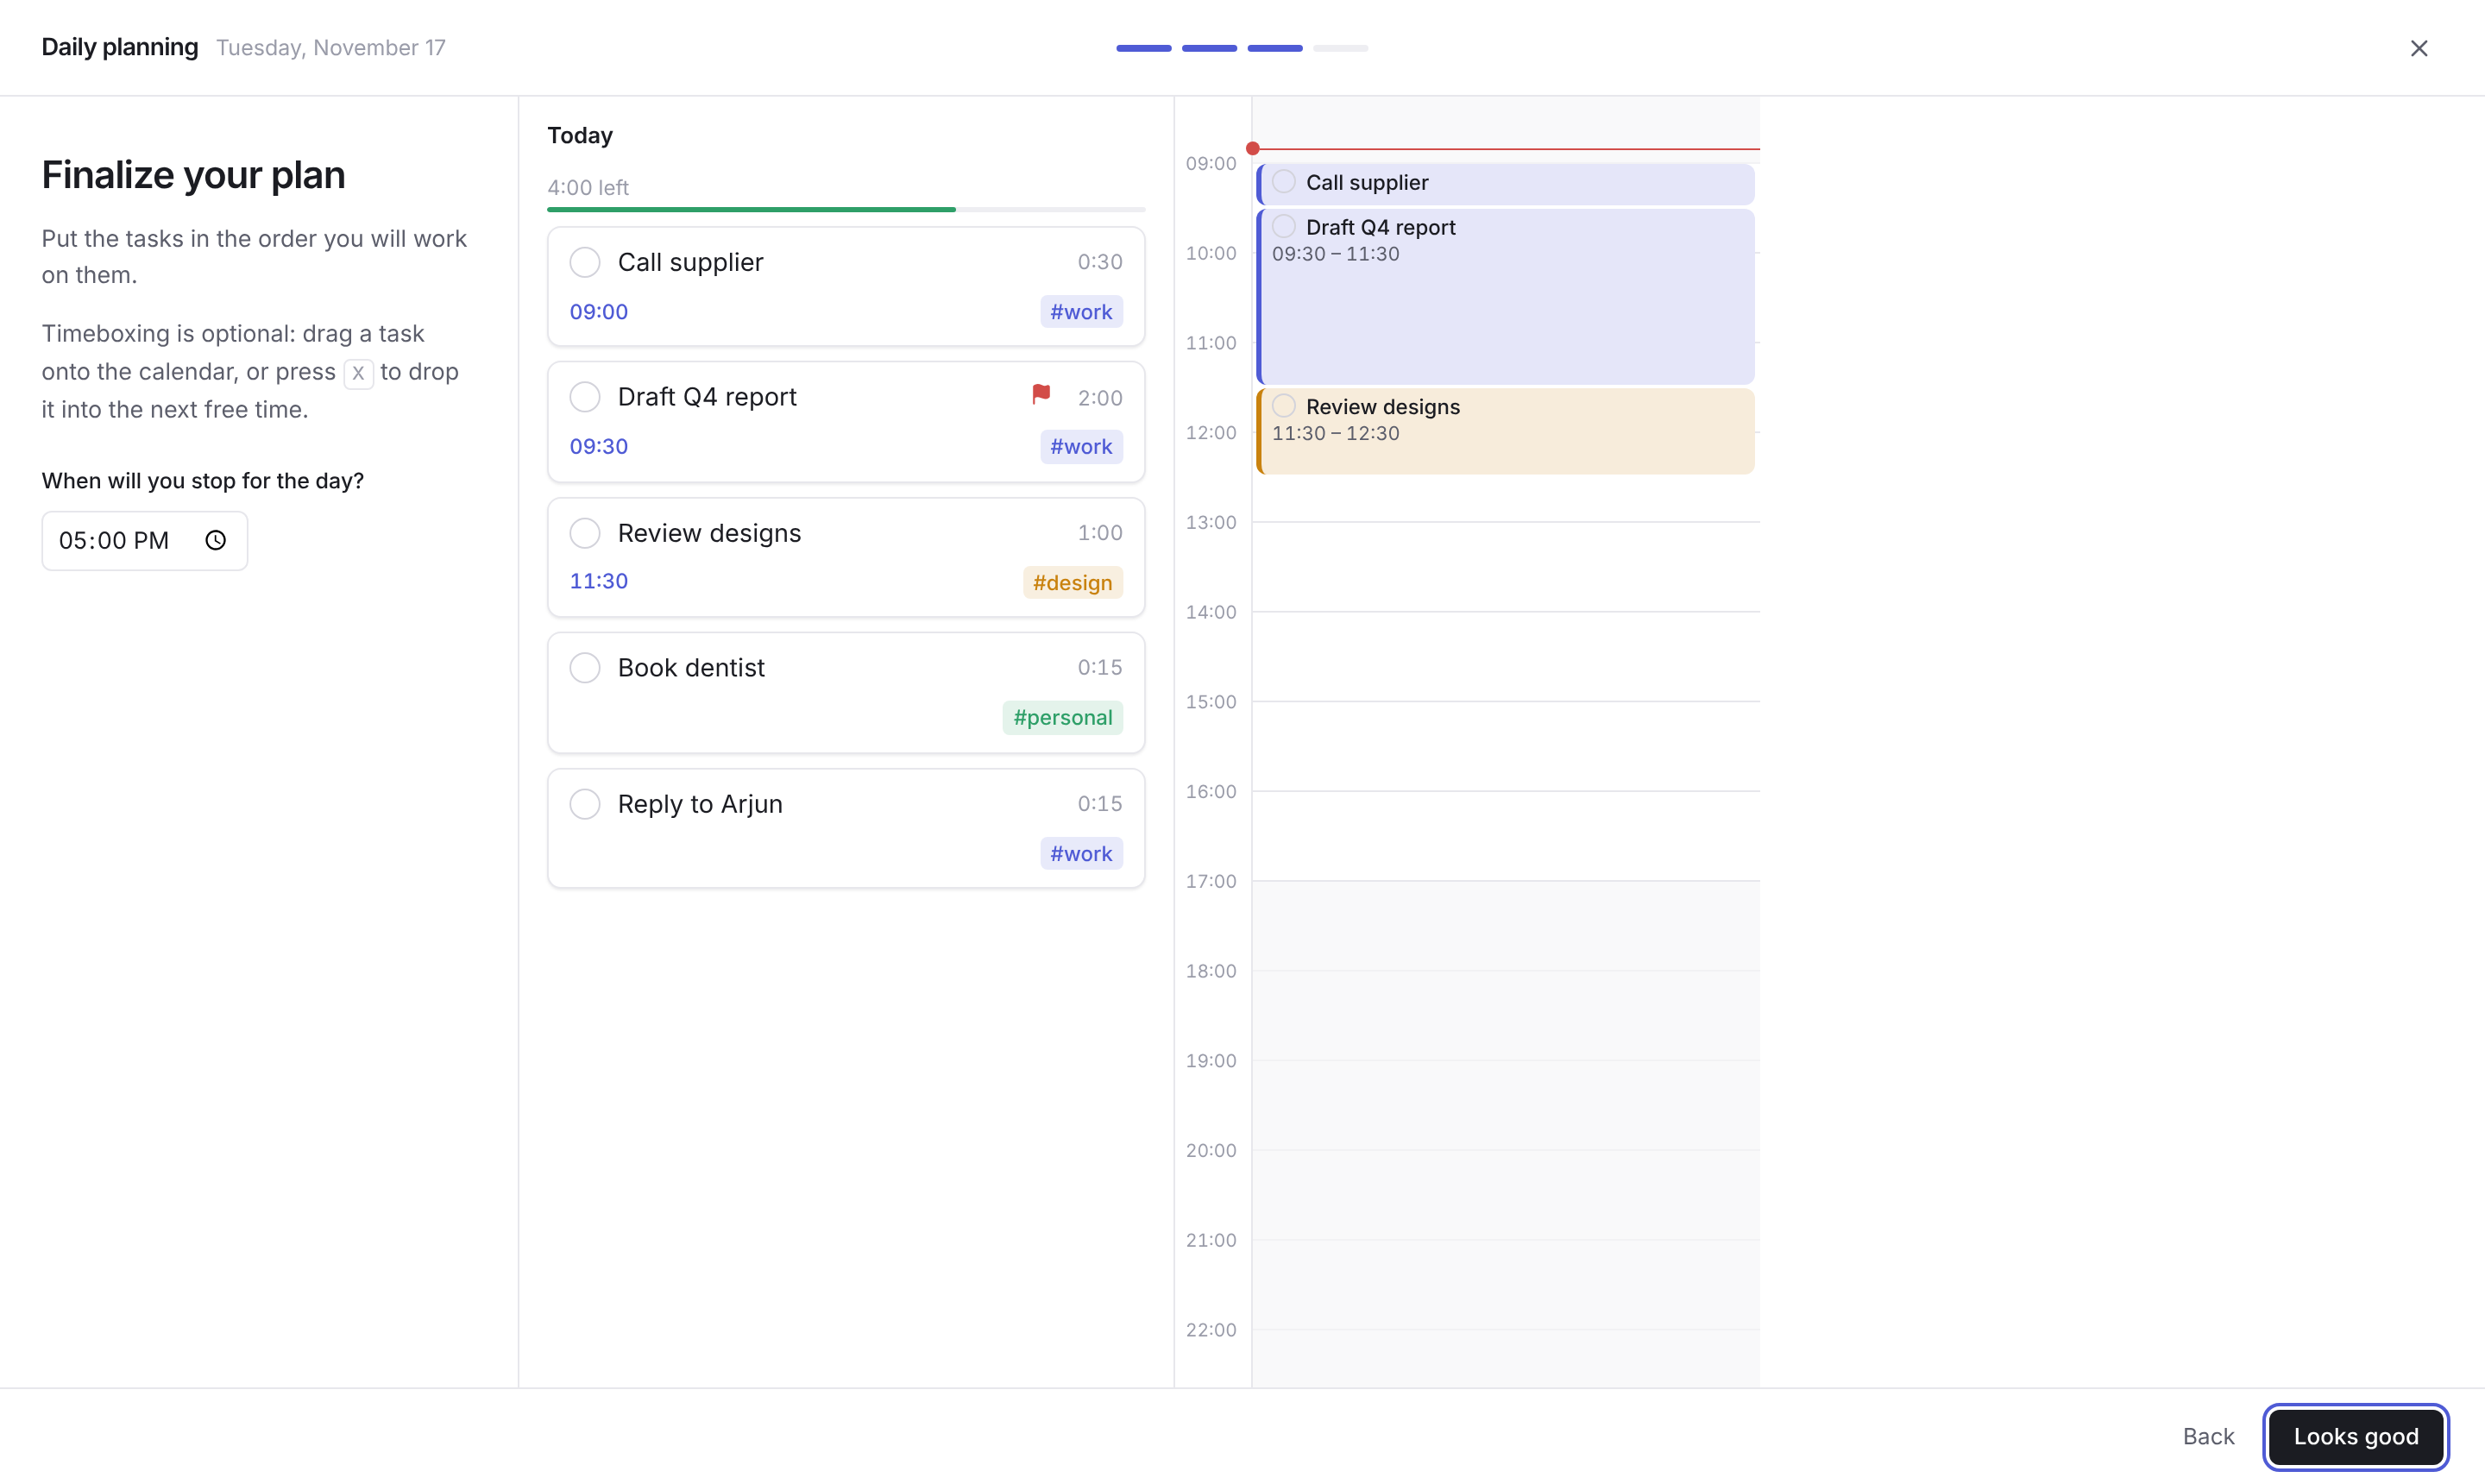 Daily planning Tuesday, November 17
Finalize your plan
Put the tasks in the order you will work
on them.
Timeboxing is optional: drag a task
onto the calendar, or press X to drop
it into the next free time.
When will you stop for the day?
05:00 PM
Today
4:00 left
Call supplier 0:30
09:00 #work
Draft Q4 report 2:00
09:30 #work
Review designs 1:00
11:30 #design
Book dentist 0:15
#personal
Reply to Arjun 0:15
#work
09:00
Call supplier
Draft Q4 report
10:00
09:30 – 11:30
11:00
Review designs
12:00
11:30 – 12:30
13:00
14:00
15:00
16:00
17:00
18:00
19:00
20:00
21:00
22:00
Back
Looks good